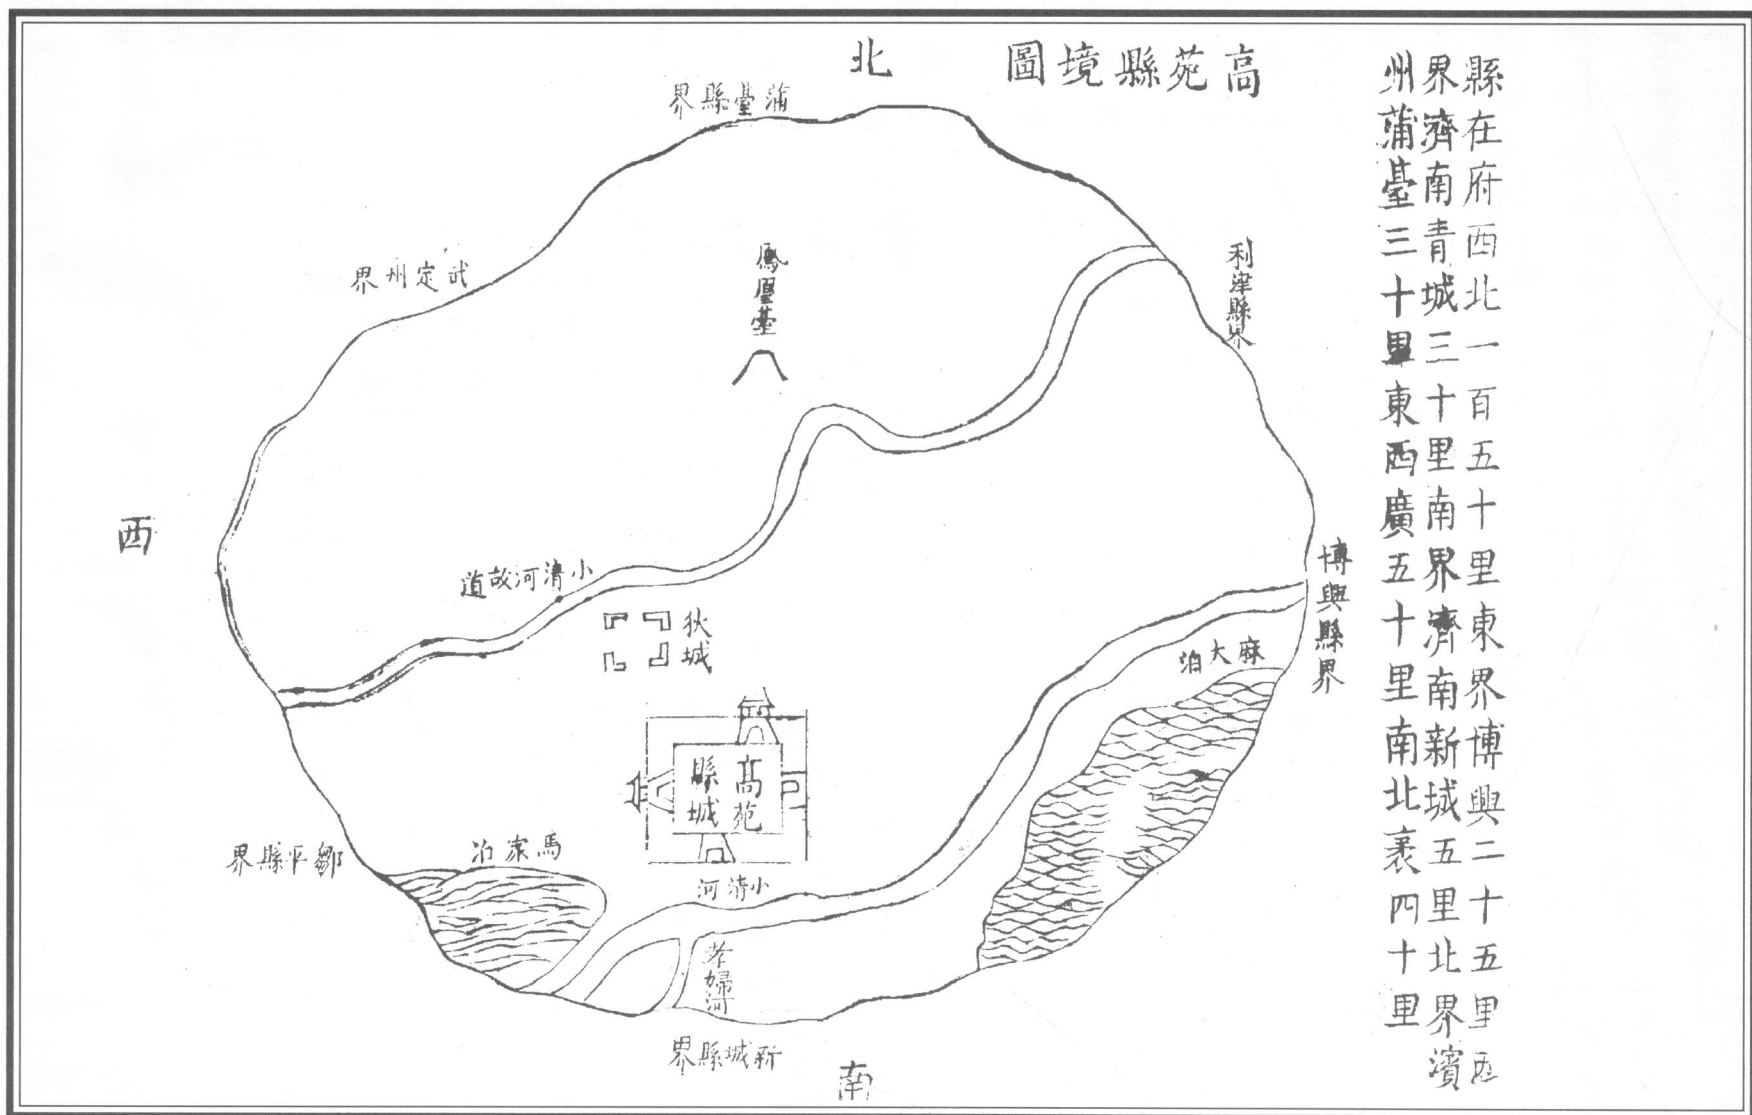 高苑縣境圖
縣在府西北一百五十里東界博興二十五里西
界濟南青城三十里南界濟南新城五里北界濱
州蒲臺三十里東西廣五十里南北袤四十里
北
蒲臺縣界
武定州界
鳳凰臺
利津縣界
西
小清河故道
狄城
博興縣界
麻大泊
高苑
縣城
鄒平縣界
馬家泊
小清河
孝婦河
新城縣界
南